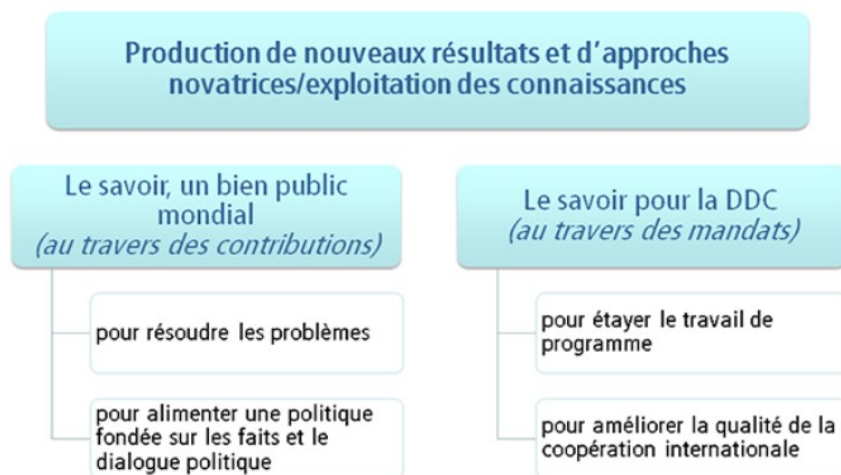 Production de nouveaux résultats et d'approches
novatrices/exploitation des connaissances
Le savoir, un bien public
mondial
(au travers des contributions)
pour résoudre les problèmes
pour alimenter une politique
fondée sur les faits et le
dialogue politique
Le savoir pour la DDC
(au travers des mandats)
pour étayer le travail de
programme
pour améliorer la qualité de la
coopération internationale